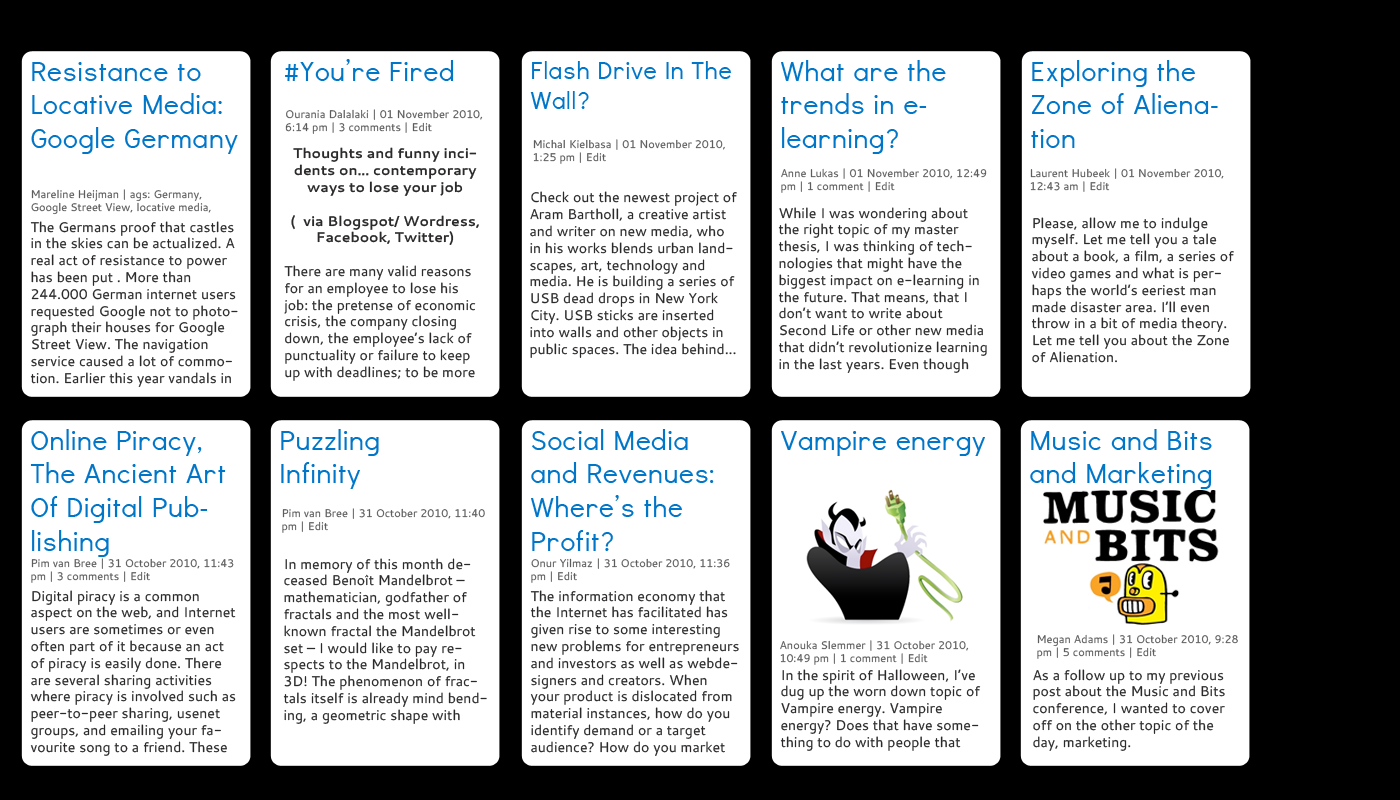 Resistance to
Locative Media:
Google Germany
Mareline Heijman | ags: Germany,
Google Street View, locative media,
The Germans proof that castles
in the skies can be actualized. A
real act of resistance to power
has been put . More than
244.000 German internet users
requested Google not to photo-
graph their houses for Google
Street View. The navigation
service caused a lot of commo-
tion. Earlier this year vandals in
#You're Fired
Ourania Dalalaki | 01 November 2010,
6:14 pm | 3 comments | Edit
Thoughts and funny inci-
dents on... contemporary
ways to lose your job
( via Blogspot/ Wordress,
Facebook, Twitter)
There are many valid reasons
for an employee to lose his
job: the pretense of economic
crisis, the company closing
down, the employee's lack of
punctuality or failure to keep
up with deadlines; to be more
Flash Drive In The
Wall?
Michal Kielbasa | 01 November 2010,
1:25 pm | Edit
Check out the newest project of
Aram Bartholl, a creative artist
and writer on new media, who
in his works blends urban land-
scapes, art, technology and
media. He is building a series of
USB dead drops in New York
City. USB sticks are inserted
into walls and other objects in
public spaces. The idea behind...
What are the
trends in e-
learning?
Anne Lukas | 01 November 2010, 12:49
pm | 1 comment | Edit
While I was wondering about
the right topic of my master
thesis, I was thinking of tech-
nologies that might have the
biggest impact on e-learning in
the future. That means, that I
don't want to write about
Second Life or other new media
that didn't revolutionize learning
in the last years. Even though
Exploring the
Zone of Aliena-
tion
Laurent Hubeek | 01 November 2010,
12:43 am | Edit
Please, allow me to indulge
myself. Let me tell you a tale
about a book, a film, a series of
video games and what is per-
haps the world's eeriest man
made disaster area. I'll even
throw in a bit of media theory.
Let me tell you about the Zone
of Alienation.
Online Piracy,
The Ancient Art
Of Digital Pub-
lishing
Pim van Bree | 31 October 2010, 11:43
pm | 3 comments | Edit
Digital piracy is a common
aspect on the web, and Internet
users are sometimes or even
often part of it because an act
of piracy is easily done. There
are several sharing activities
where piracy is involved such as
peer-to-peer sharing, usenet
groups, and emailing your fa-
vourite song to a friend. These
Puzzling
Infinity
Pim van Bree | 31 October 2010, 11:40
pm | Edit
In memory of this month de-
ceased Benoît Mandelbrot –
mathematician, godfather of
fractals and the most well-
known fractal the Mandelbrot
set – I would like to pay re-
spects to the Mandelbrot, in
3D! The phenomenon of frac-
tals itself is already mind bend-
ing, a geometric shape with
Social Media
and Revenues:
Where's the
Profit?
Onur Yilmaz | 31 October 2010, 11:36
pm | Edit
The information economy that
the Internet has facilitated has
given rise to some interesting
new problems for entrepreneurs
and investors as well as webde-
signers and creators. When
your product is dislocated from
material instances, how do you
identify demand or a target
audience? How do you market
Vampire energy
Anouka Slemmer | 31 October 2010,
10:49 pm | 1 comment | Edit
In the spirit of Halloween, I've
dug up the worn down topic of
Vampire energy. Vampire
energy? Does that have some-
thing to do with people that
Music and Bits
and Marketing
MUSIC
AND BITS
Megan Adams | 31 October 2010, 9:28
pm | 5 comments | Edit
As a follow up to my previous
post about the Music and Bits
conference, I wanted to cover
off on the other topic of the
day, marketing.